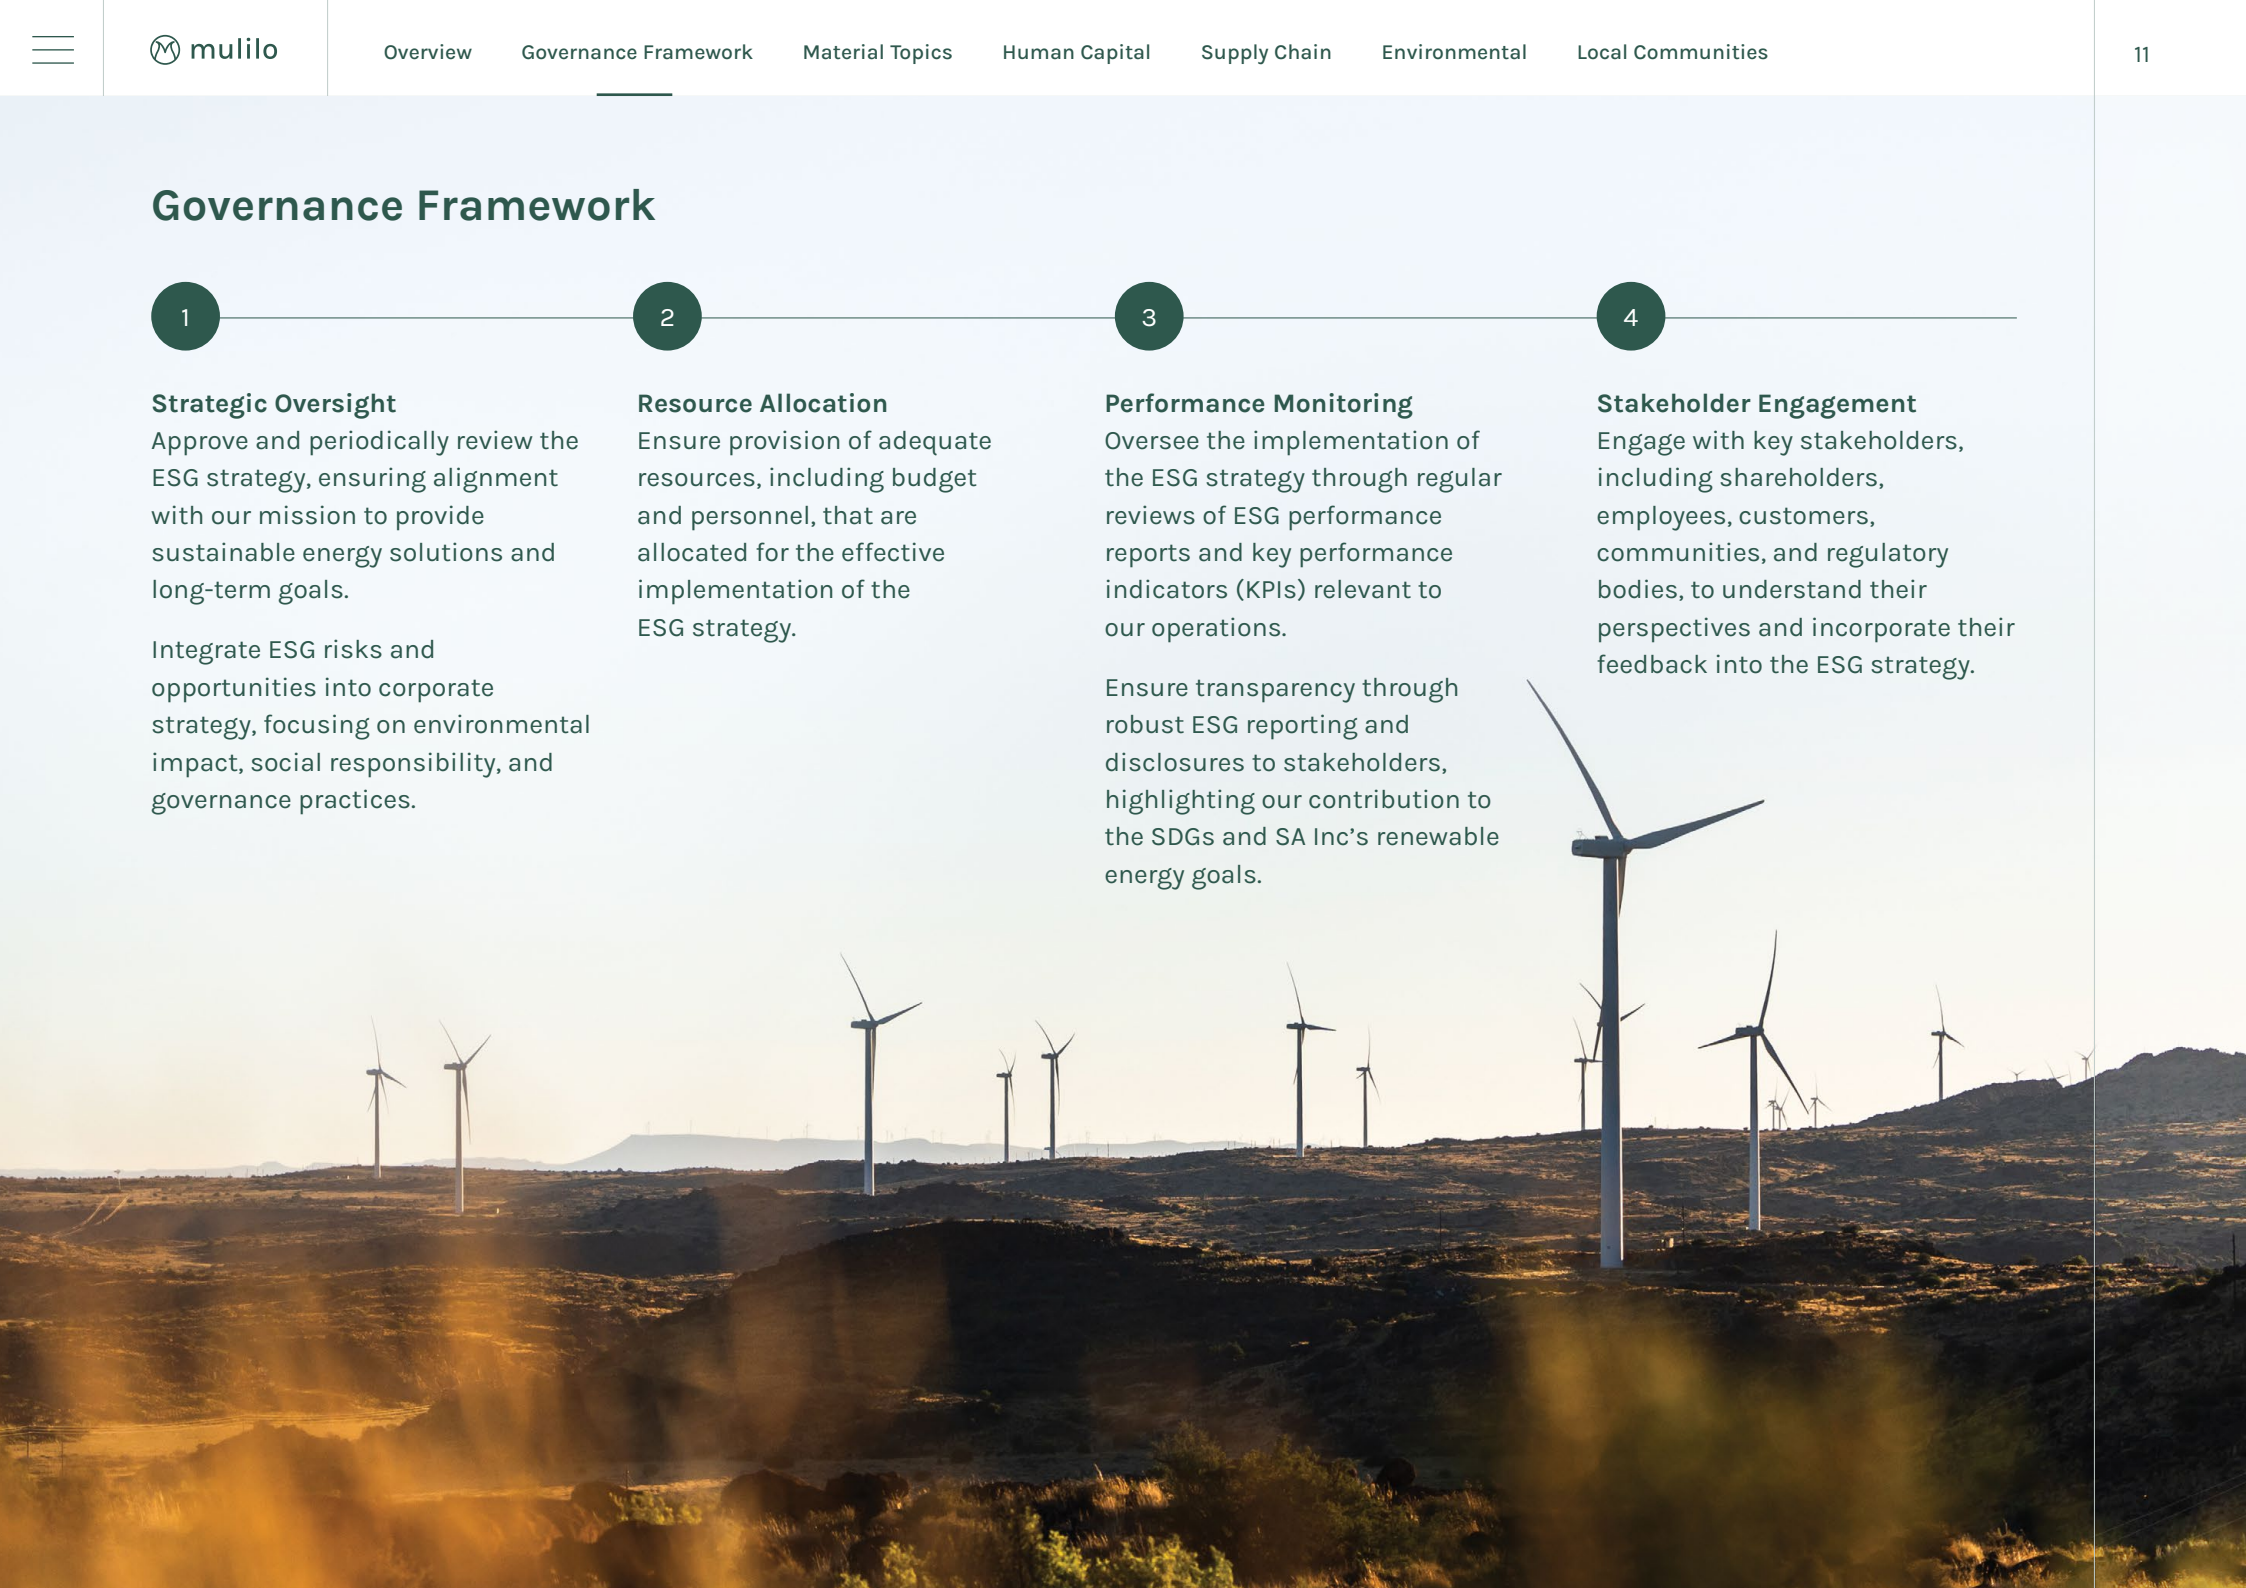 mulilo
Overview
Governance Framework
Material Topics
Human Capital
Supply Chain
Environmental
Local Communities
11
Governance Framework
1
2
3
4
Strategic Oversight
Approve and periodically review the
ESG strategy, ensuring alignment
with our mission to provide
sustainable energy solutions and
long-term goals.
Integrate ESG risks and
opportunities into corporate
strategy, focusing on environmental
impact, social responsibility, and
governance practices.
Resource Allocation
Ensure provision of adequate
resources, including budget
and personnel, that are
allocated for the effective
implementation of the
ESG strategy.
Performance Monitoring
Oversee the implementation of
the ESG strategy through regular
reviews of ESG performance
reports and key performance
indicators (KPIs) relevant to
our operations.
Ensure transparency through
robust ESG reporting and
disclosures to stakeholders,
highlighting our contribution to
the SDGs and SA Inc’s renewable
energy goals.
Stakeholder Engagement
Engage with key stakeholders,
including shareholders,
employees, customers,
communities, and regulatory
bodies, to understand their
perspectives and incorporate their
feedback into the ESG strategy.